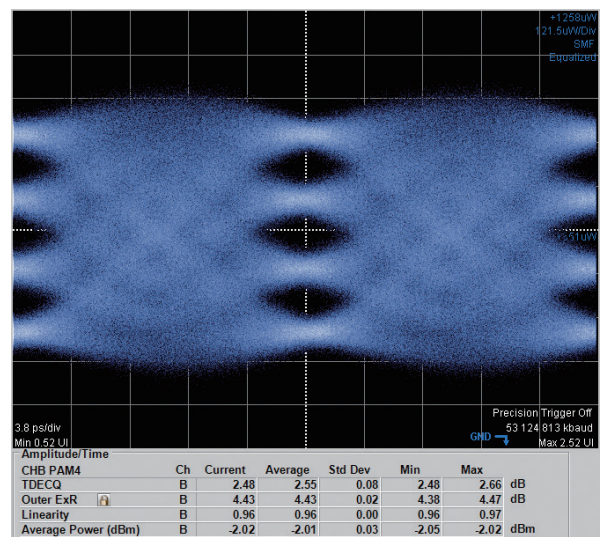 +1258uW
121.5uW/Div
SMF
Equalized
651uW
Precision Trigger Off
3.8 ps/div
53 124 813 kbaud
Min 0.52 UI
GND
Max 2.52 UI
Amplitude/Time
CHB PAM4 Ch Current Average Std Dev Min Max
TDECQ B 2.48 2.55 0.08 2.48 2.66 dB
Outer ExR B 4.43 4.43 0.02 4.38 4.47 dB
Linearity B 0.96 0.96 0.00 0.96 0.97
Average Power (dBm) B -2.02 -2.01 0.03 -2.05 -2.02 dBm